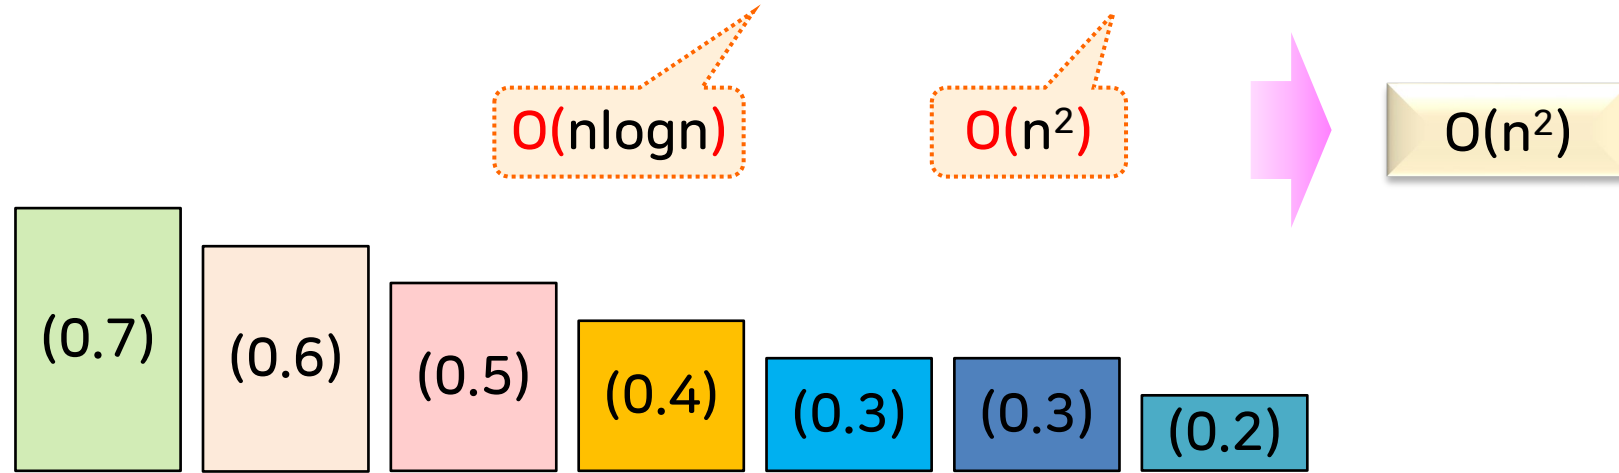 O(nlogn)
O(n²)
O(n²)
(0.7)
(0.6)
(0.5)
(0.4)
(0.3)
(0.3)
(0.2)